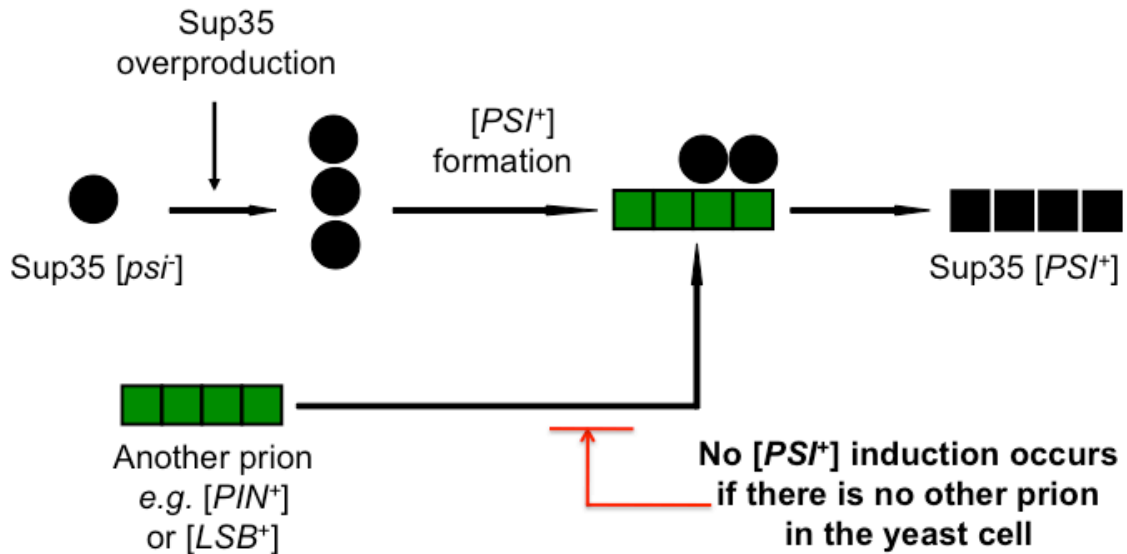 Sup35
overproduction
[PSI⁺]
formation
Sup35 [psi⁻]
Sup35 [PSI⁺]
Another prion
e.g. [PIN⁺]
or [LSB⁺]
No [PSI⁺] induction occurs
if there is no other prion
in the yeast cell